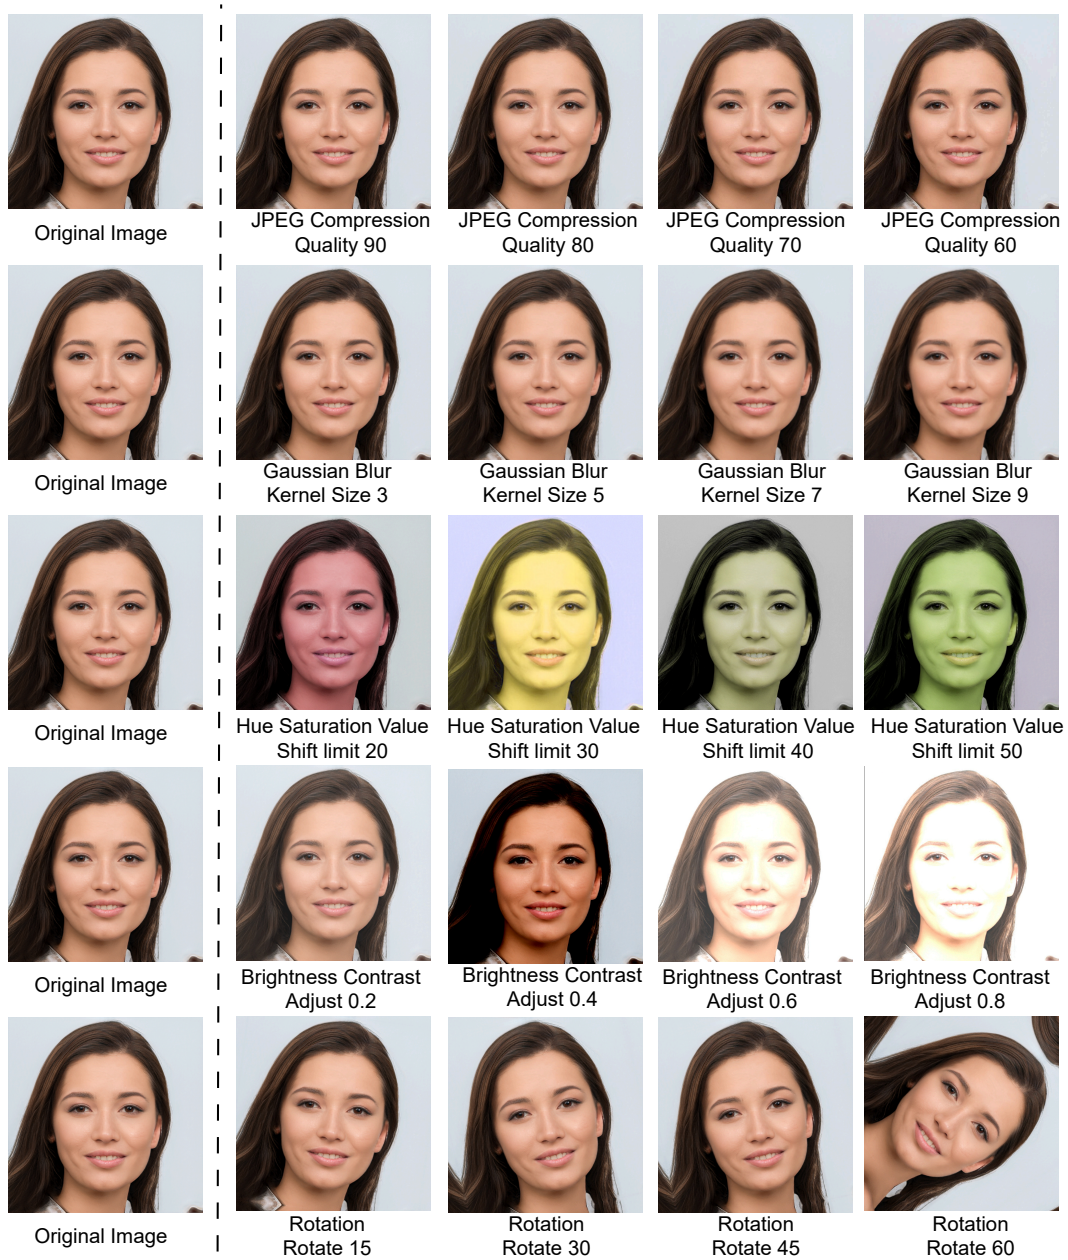 Original Image
JPEG Compression
Quality 90
JPEG Compression
Quality 80
JPEG Compression
Quality 70
JPEG Compression
Quality 60
Original Image
Gaussian Blur
Kernel Size 3
Gaussian Blur
Kernel Size 5
Gaussian Blur
Kernel Size 7
Gaussian Blur
Kernel Size 9
Original Image
Hue Saturation Value
Shift limit 20
Hue Saturation Value
Shift limit 30
Hue Saturation Value
Shift limit 40
Hue Saturation Value
Shift limit 50
Original Image
Brightness Contrast
Adjust 0.2
Brightness Contrast
Adjust 0.4
Brightness Contrast
Adjust 0.6
Brightness Contrast
Adjust 0.8
Original Image
Rotation
Rotate 15
Rotation
Rotate 30
Rotation
Rotate 45
Rotation
Rotate 60